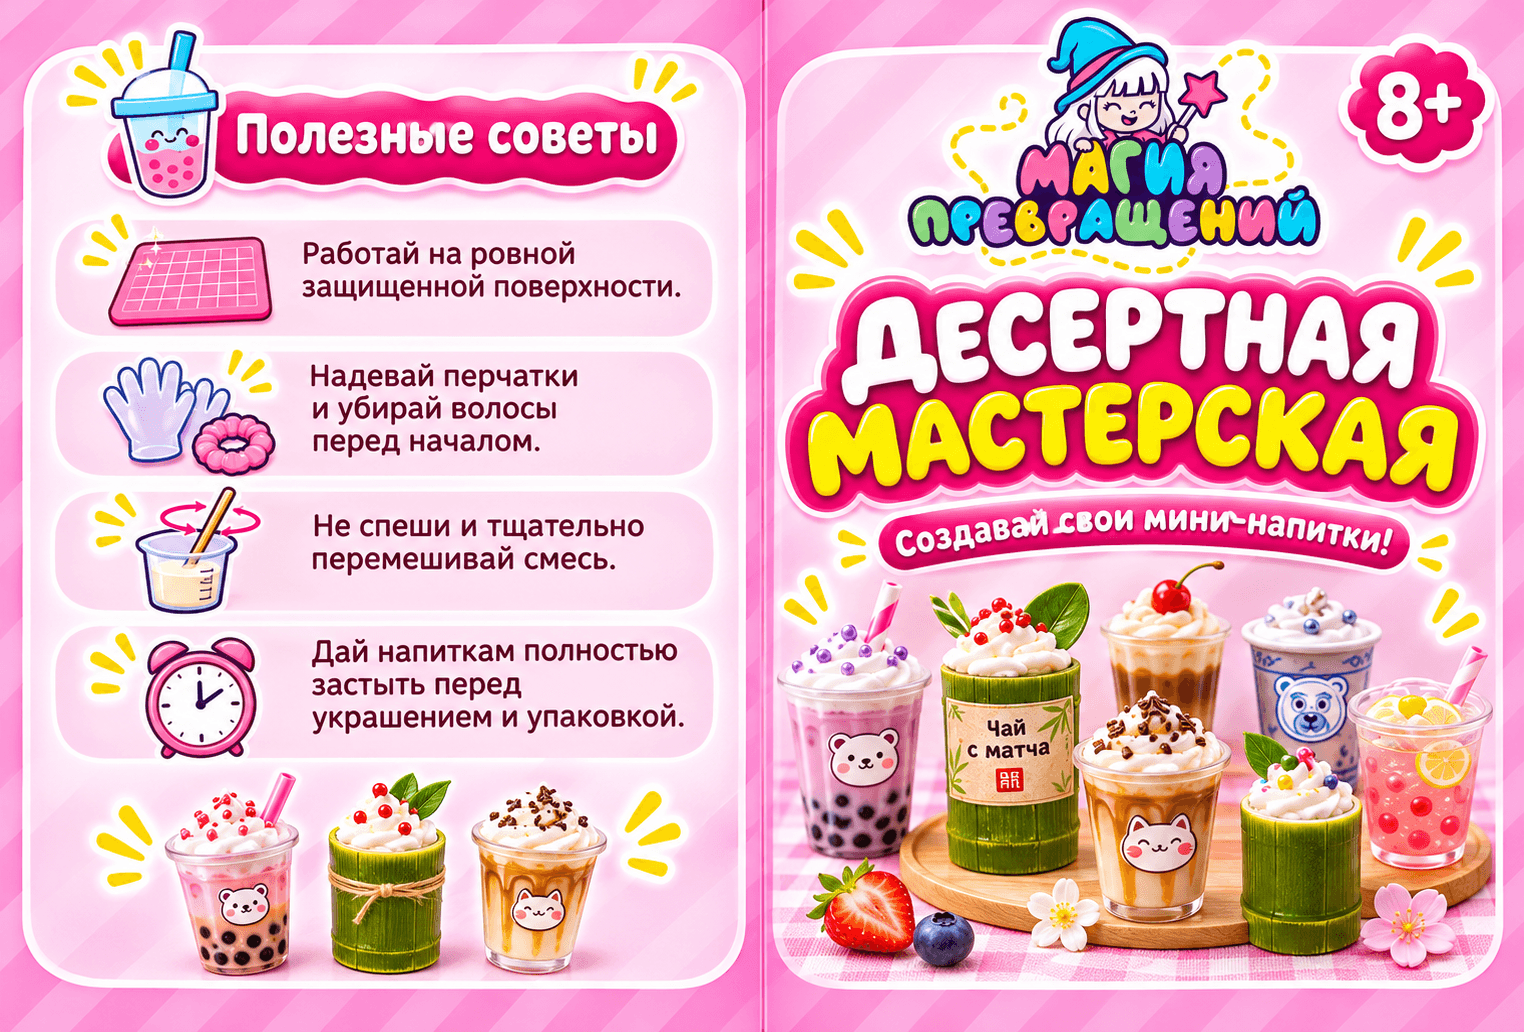 Полезные советы
Работай на ровной
защищенной поверхности.
Надевай перчатки
и убирай волосы
перед началом.
Не спеши и тщательно
перемешивай смесь.
Дай напиткам полностью
застыть перед
украшением и упаковкой.
МАГИЯ
ПРЕВРАЩЕНИЙ
8+
ДЕСЕРТНАЯ
МАСТЕРСКАЯ
Создавай свои мини-напитки!
Чай
с матча